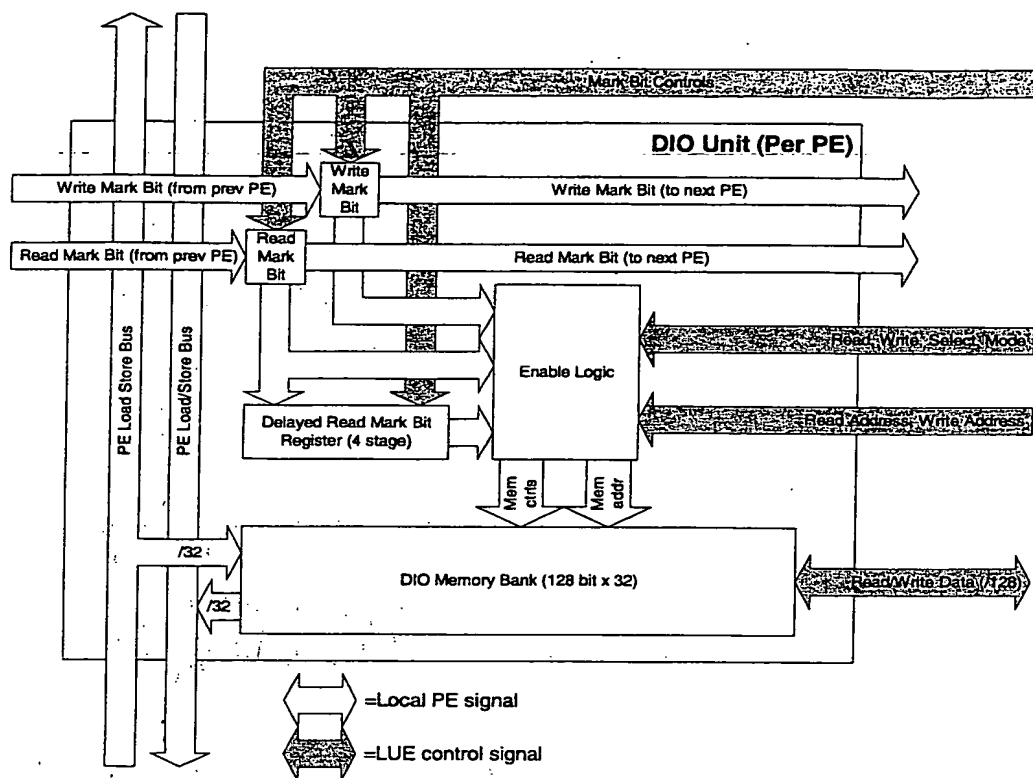 Mark Bit Controls
DIO Unit (Per PE)
Write Mark Bit (from prev PE)
Write
Mark
Bit
Write Mark Bit (to next PE)
Read Mark Bit (from prev PE)
Read
Mark
Bit
Read Mark Bit (to next PE)
PE Load Store Bus
PE Load/Store Bus
Enable Logic
Read, Write, Select, Mode
Read Address, Write Address
Delayed Read Mark Bit
Register (4 stage)
Mem
ctrls
Mem
addr
/32
/32
DIO Memory Bank (128 bit x 32)
Read/Write Data (/128)
=Local PE signal
=LUE control signal